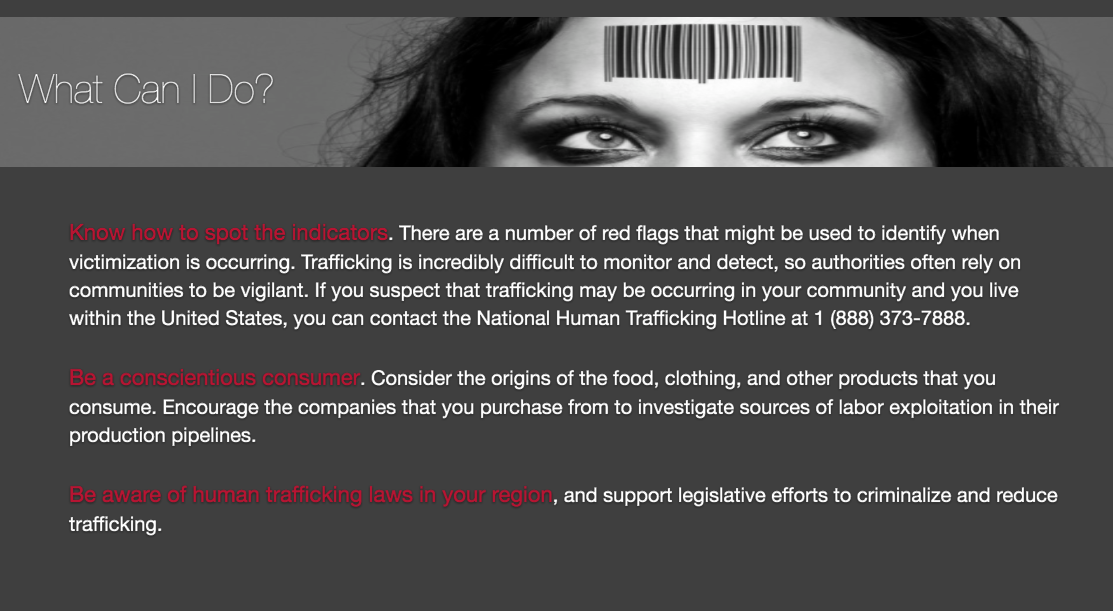 What Can I Do?
Know how to spot the indicators. There are a number of red flags that might be used to identify when
victimization is occurring. Trafficking is incredibly difficult to monitor and detect, so authorities often rely on
communities to be vigilant. If you suspect that trafficking may be occurring in your community and you live
within the United States, you can contact the National Human Trafficking Hotline at 1 (888) 373-7888.
Be a conscientious consumer. Consider the origins of the food, clothing, and other products that you
consume. Encourage the companies that you purchase from to investigate sources of labor exploitation in their
production pipelines.
Be aware of human trafficking laws in your region, and support legislative efforts to criminalize and reduce
trafficking.